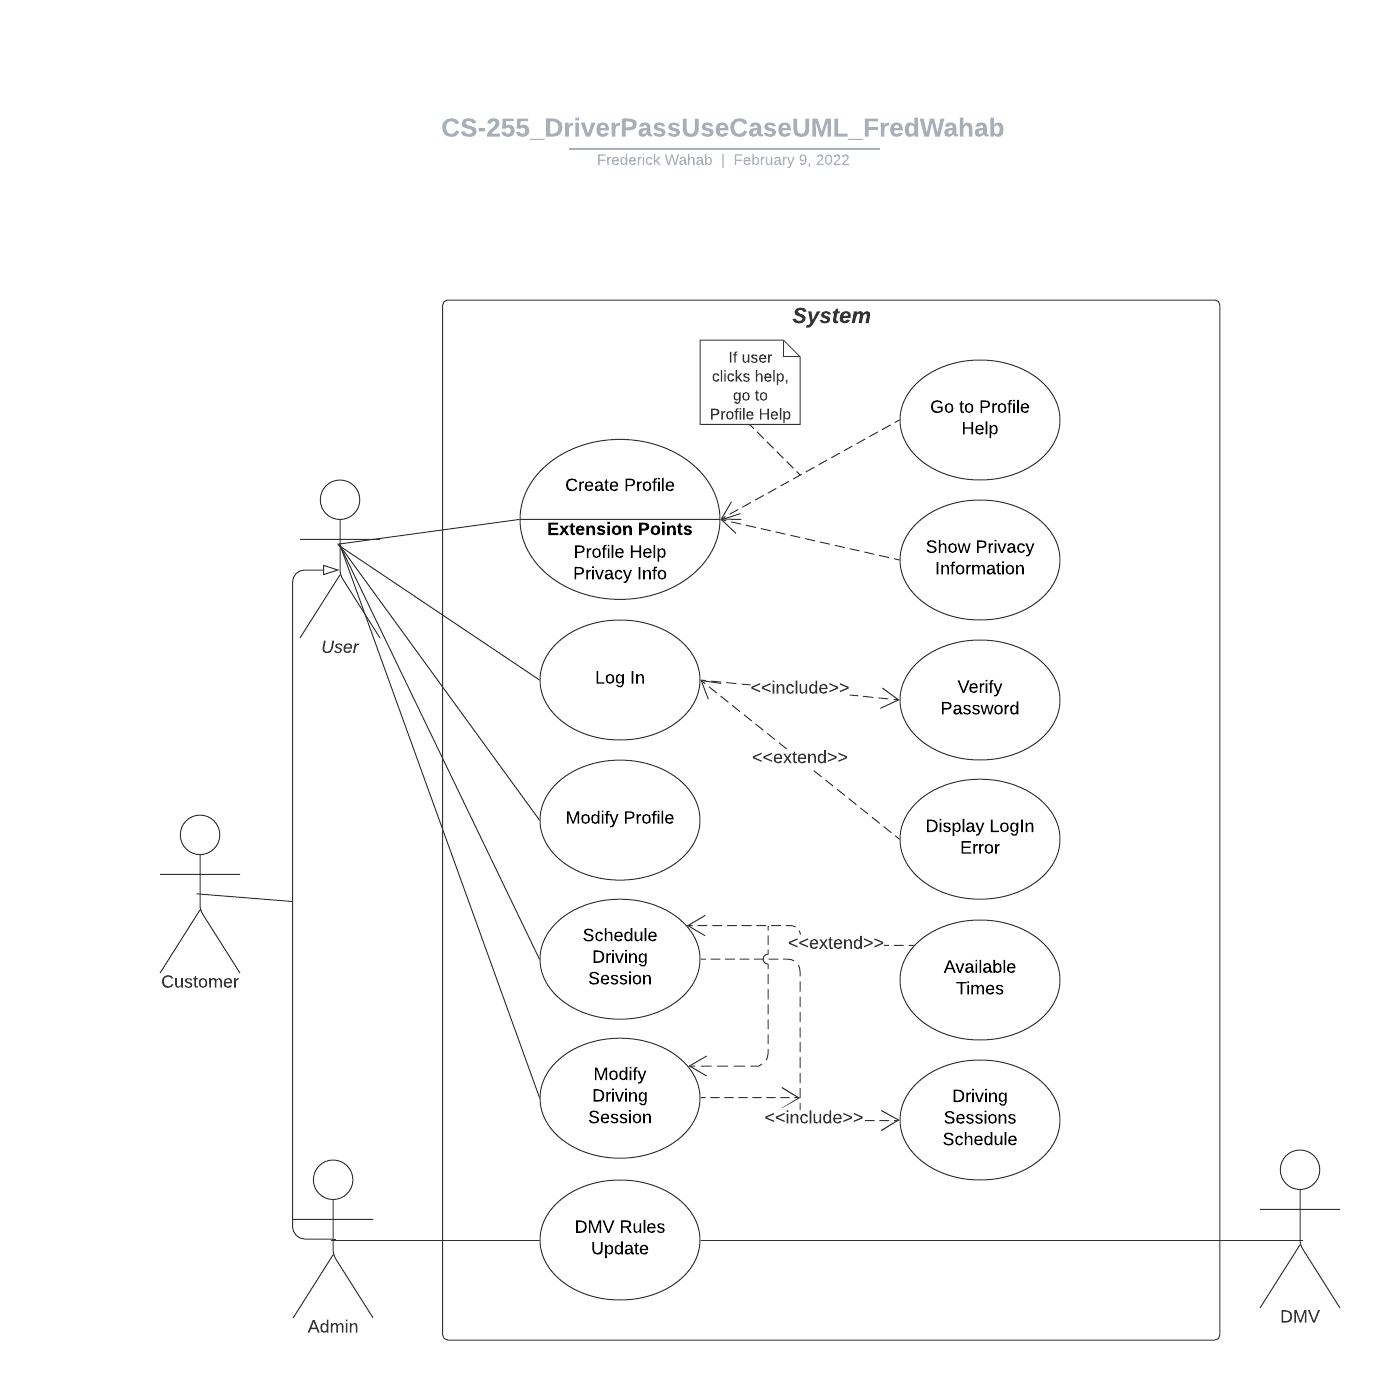 CS-255_DriverPassUseCaseUML_FredWahab
Frederick Wahab | February 9, 2022
System
If user
clicks help,
go to
Profile Help
Go to Profile
Help
Create Profile
Extension Points
Profile Help
Privacy Info
Show Privacy
Information
User
Log In
<<include>>
Verify
Password
<<extend>>
Modify Profile
Display LogIn
Error
Customer
Schedule
Driving
Session
<<extend>>
Available
Times
Modify
Driving
Session
<<include>>
Driving
Sessions
Schedule
DMV Rules
Update
Admin
DMV